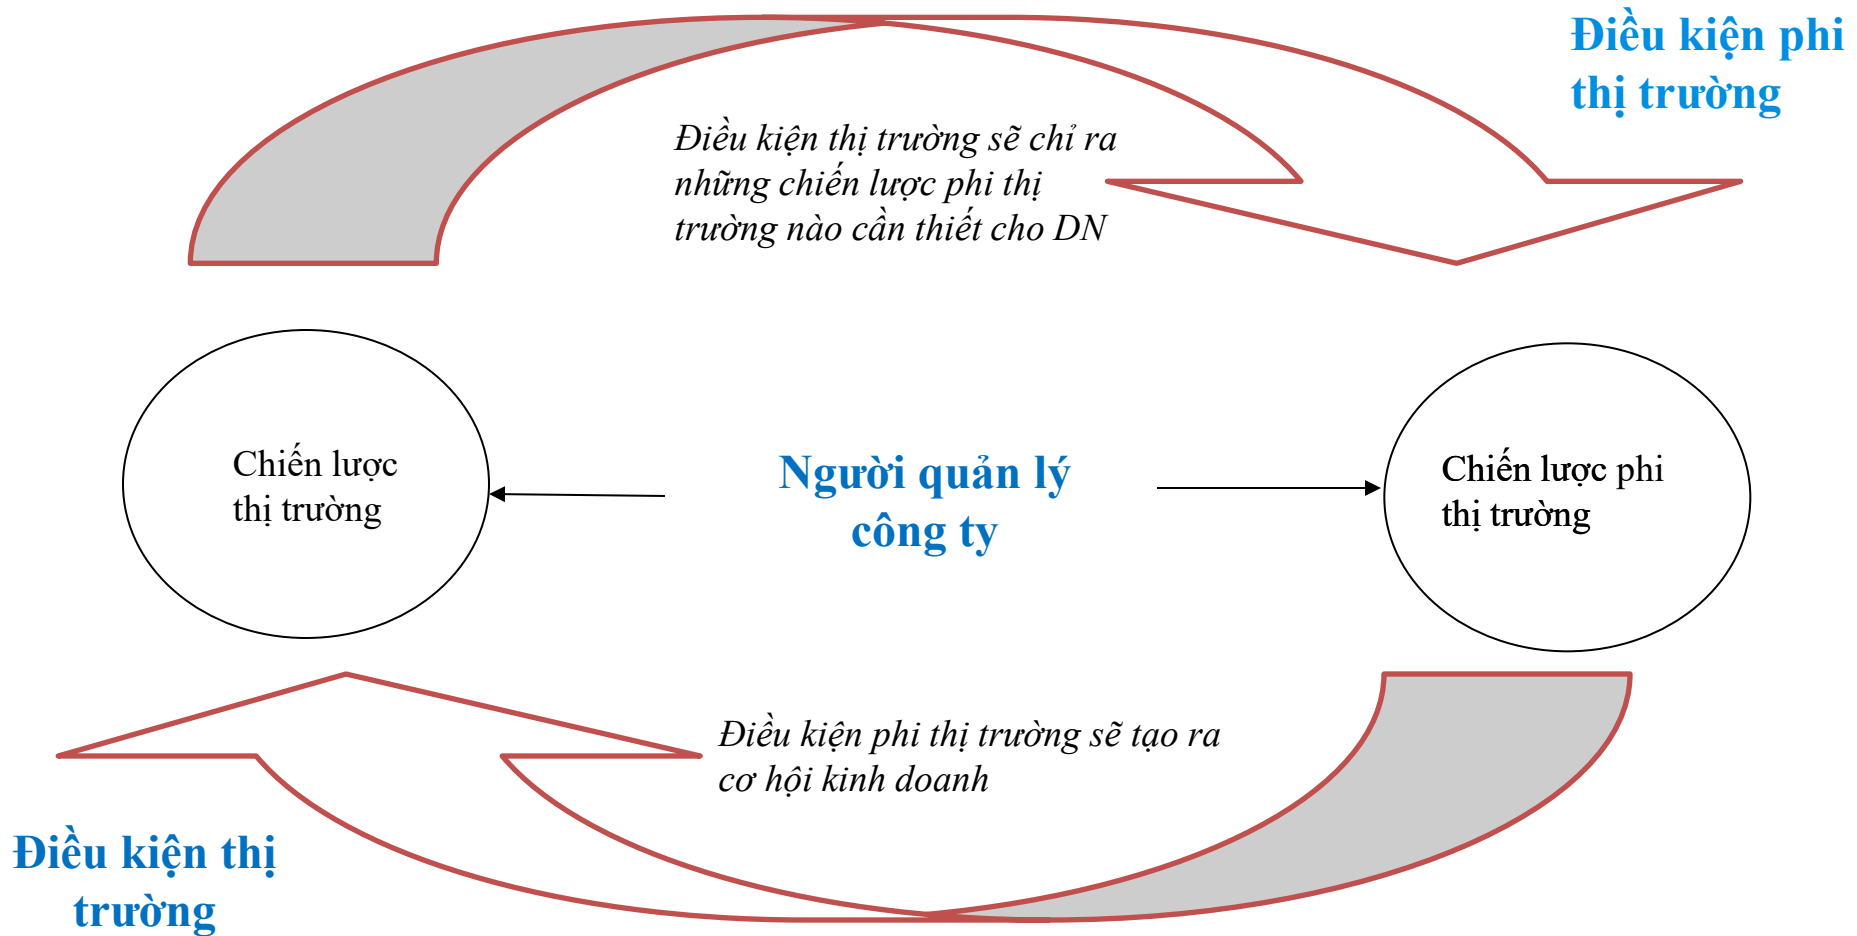 Điều kiện phi
thị trường
Điều kiện thị trường sẽ chỉ ra
những chiến lược phi thị
trường nào cần thiết cho DN
Chiến lược
thị trường
Người quản lý
công ty
Chiến lược phi
thị trường
Điều kiện phi thị trường sẽ tạo ra
cơ hội kinh doanh
Điều kiện thị
trường